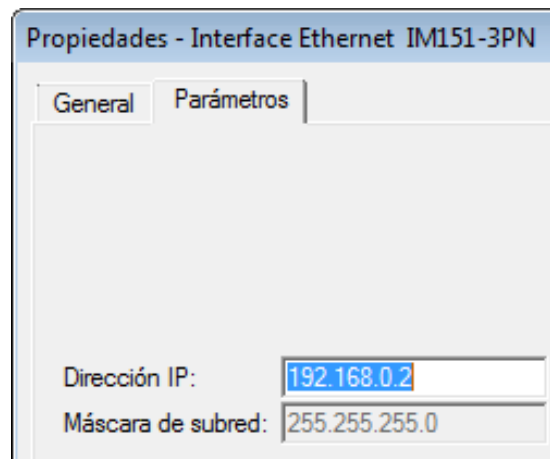 Propiedades - Interface Ethernet IM151-3PN
General Parámetros
Dirección IP: 192.168.0.2
Máscara de subred: 255.255.255.0